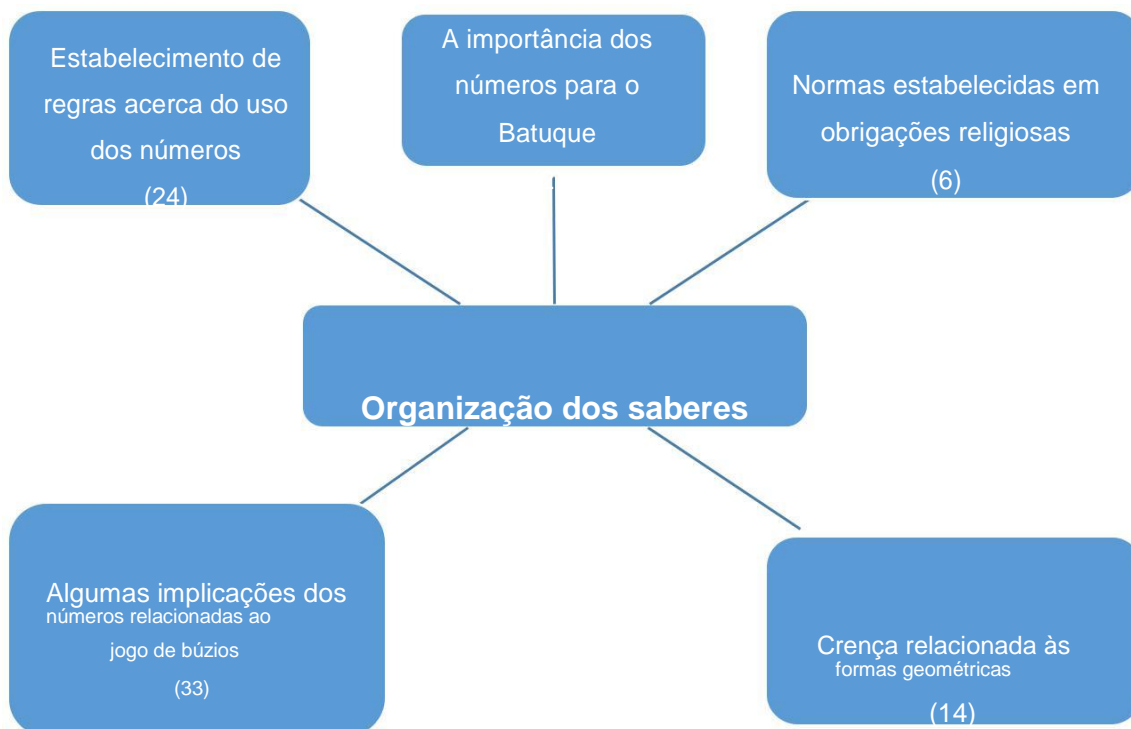 Estabelecimento de
regras acerca do uso
dos números
(24)
A importância dos
números para o
Batuque
Normas estabelecidas em
obrigações religiosas
(6)
Organização dos saberes
Algumas implicações dos
números relacionadas ao
jogo de búzios
(33)
Crença relacionada às
formas geométricas
(14)